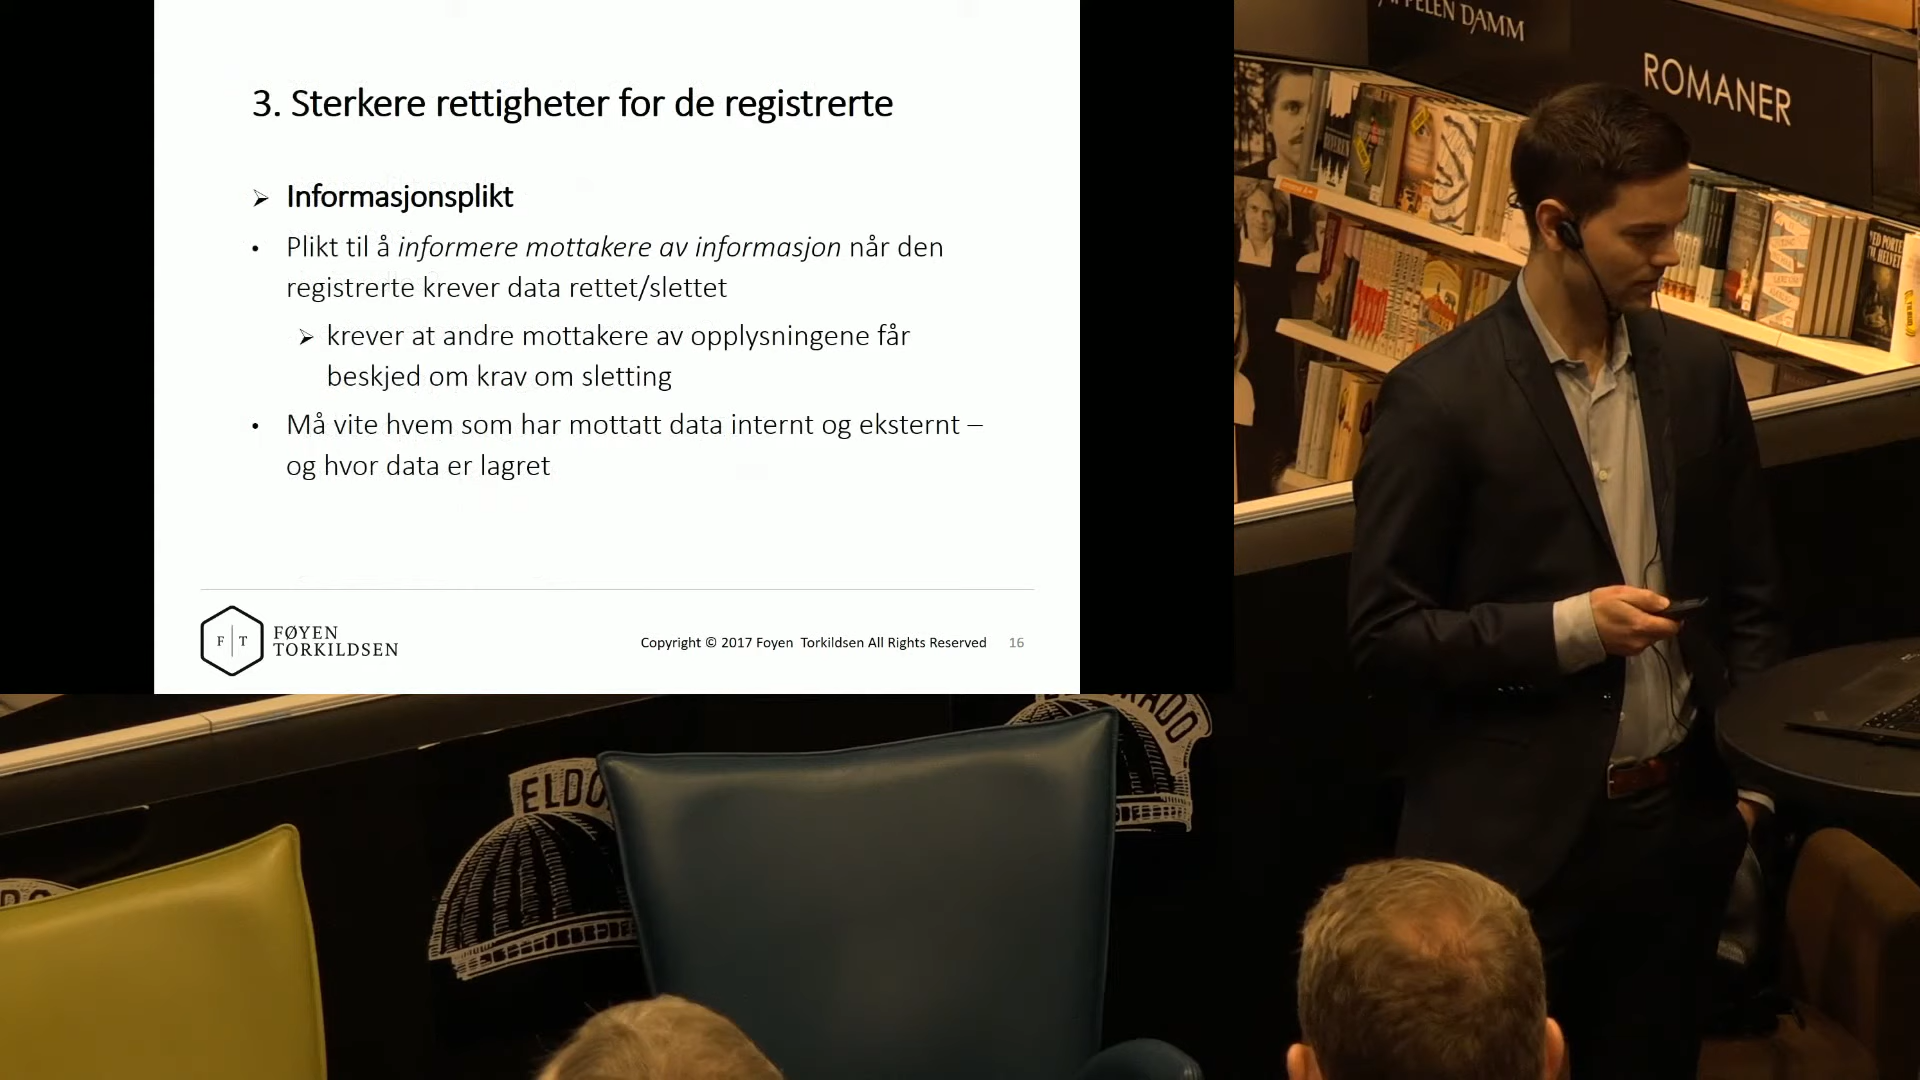 3. Sterkere rettigheter for de registrerte
Informasjonsplikt
• Plikt til å informere mottakere av informasjon når den
registrerte krever data rettet/slettet
krever at andre mottakere av opplysningene får
beskjed om krav om sletting
• Må vite hvem som har mottatt data internt og eksternt –
og hvor data er lagret
F T
FØYEN
TORKILDSEN
Copyright © 2017 Foyen Torkildsen All Rights Reserved 16
DAMM
ROMANER
ELDO